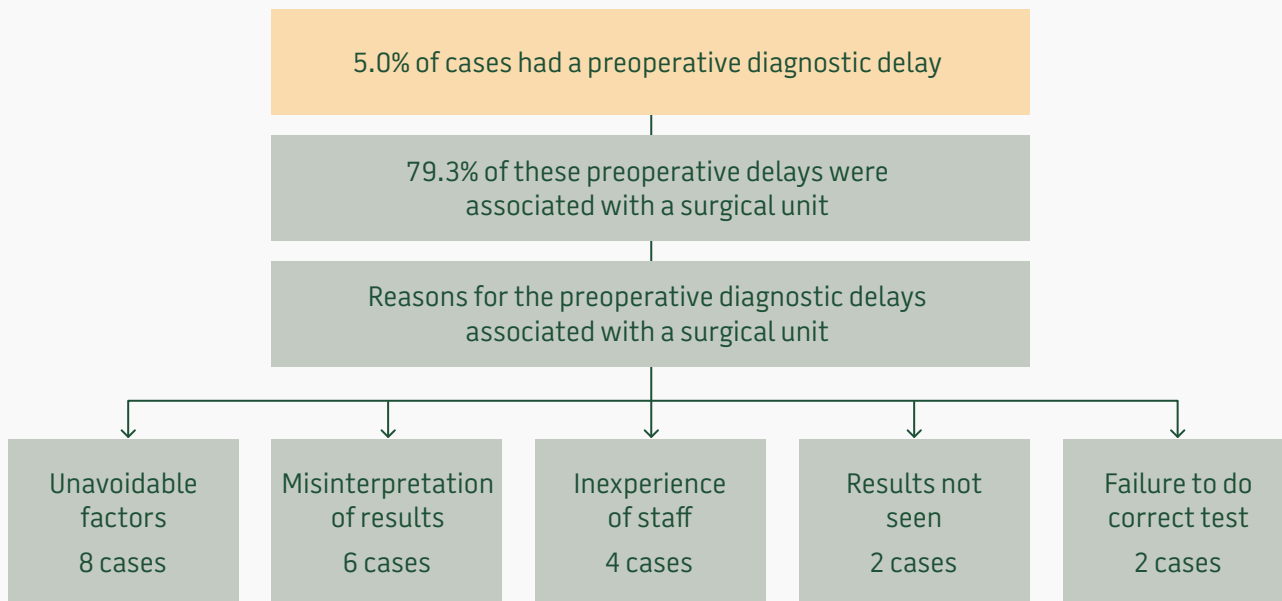 5.0% of cases had a preoperative diagnostic delay
79.3% of these preoperative delays were
associated with a surgical unit
Reasons for the preoperative diagnostic delays
associated with a surgical unit
Unavoidable
factors
8 cases
Misinterpretation
of results
6 cases
Inexperience
of staff
4 cases
Results not
seen
2 cases
Failure to do
correct test
2 cases